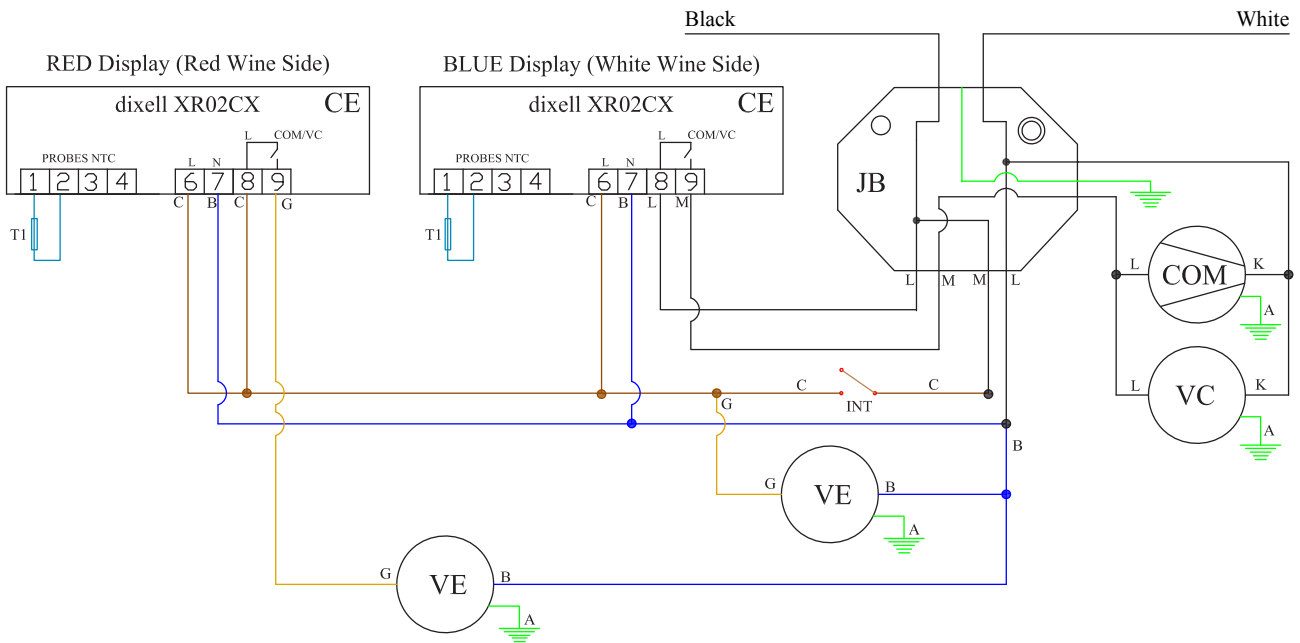 Black White
RED Display (Red Wine Side) BLUE Display (White Wine Side)
dixell XR02CX CE dixell XR02CX CE
L COM/VC L COM/VC
PROBES NTC L N PROBES NTC L N
1 2 3 4 6 7 8 9 1 2 3 4 6 7 8 9
JB
C B C G C B L M
T1 T1
L M M L
L COM K
A
C INT C
G
L VC K
A
B
G VE B
A
G VE B
A